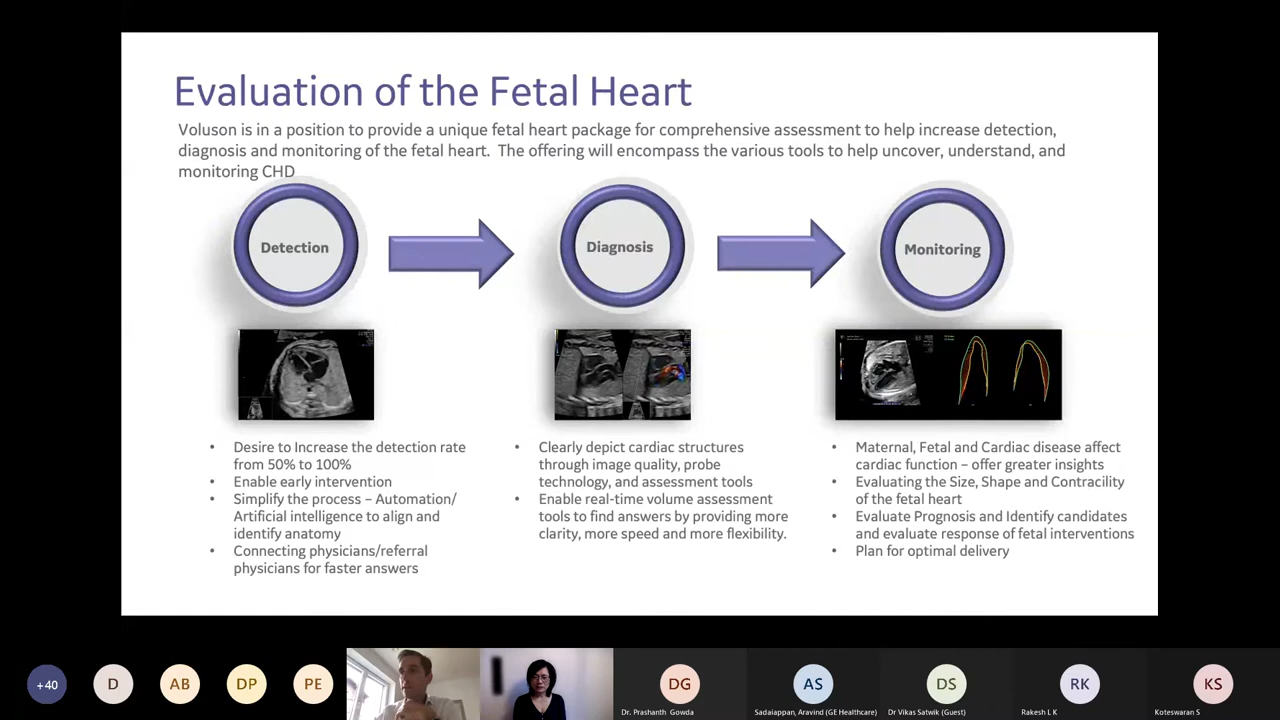 Evaluation of the Fetal Heart
Voluson is in a position to provide a unique fetal heart package for comprehensive assessment to help increase detection,
diagnosis and monitoring of the fetal heart. The offering will encompass the various tools to help uncover, understand, and
monitoring CHD
Detection
Diagnosis
Monitoring
• Desire to Increase the detection rate
from 50% to 100%
• Enable early intervention
• Simplify the process – Automation/
Artificial intelligence to align and
identify anatomy
• Connecting physicians/referral
physicians for faster answers
• Clearly depict cardiac structures
through image quality, probe
technology, and assessment tools
• Enable real-time volume assessment
tools to find answers by providing more
clarity, more speed and more flexibility.
• Maternal, Fetal and Cardiac disease affect
cardiac function – offer greater insights
• Evaluating the Size, Shape and Contracility
of the fetal heart
• Evaluate Prognosis and Identify candidates
and evaluate response of fetal interventions
• Plan for optimal delivery
+40
D
AB
DP
PE
DG
AS
DS
RK
KS
Dr. Prashanth Gowda
Sadaiappan, Aravind (GE Healthcare)
Dr Vikas Satwik (Guest)
Rakesh L K
Koteswaran S